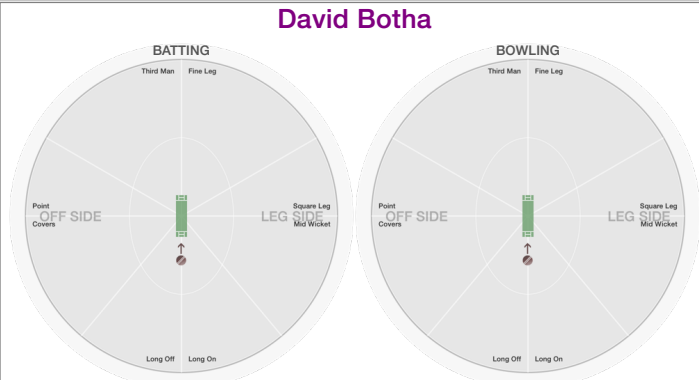 David Botha
BATTING
Third Man Fine Leg
Point
OFF SIDE
Covers
Square Leg
LEG SIDE
Mid Wicket
Long Off Long On
BOWLING
Third Man Fine Leg
Point
OFF SIDE
Covers
Square Leg
LEG SIDE
Mid Wicket
Long Off Long On